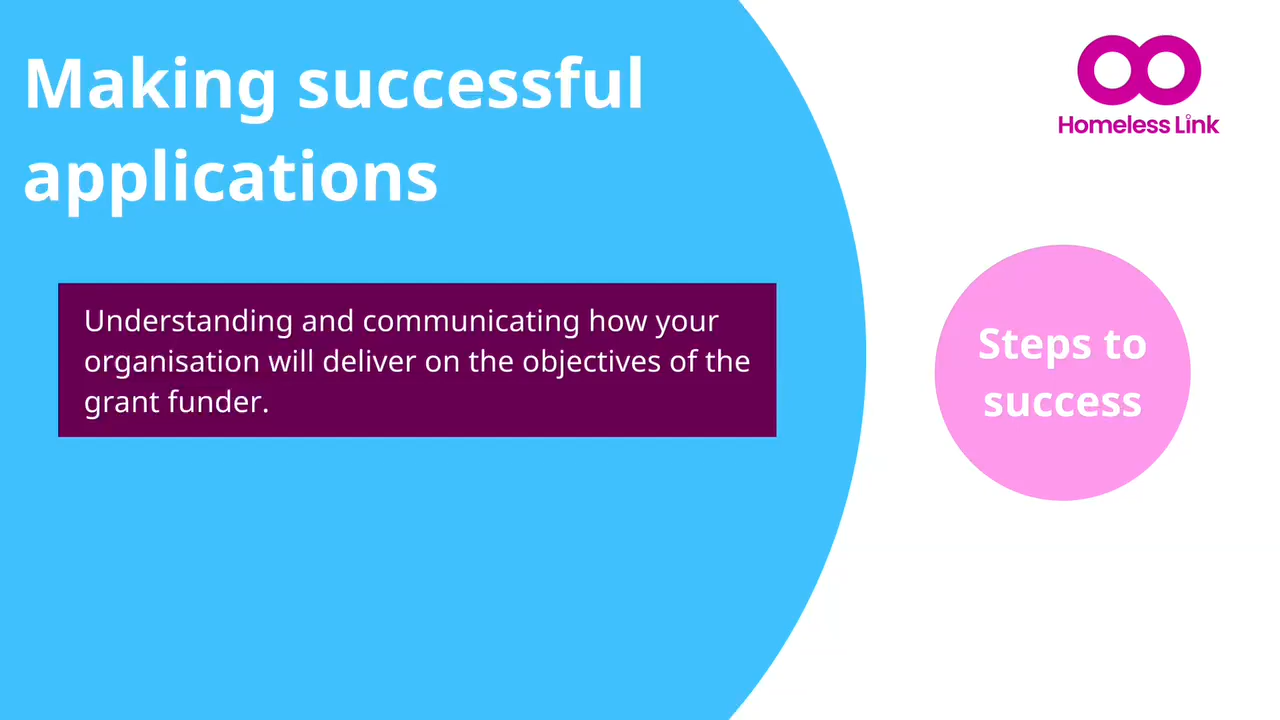 Making successful
applications
Homeless Link
Understanding and communicating how your
organisation will deliver on the objectives of the
grant funder.
Steps to
success